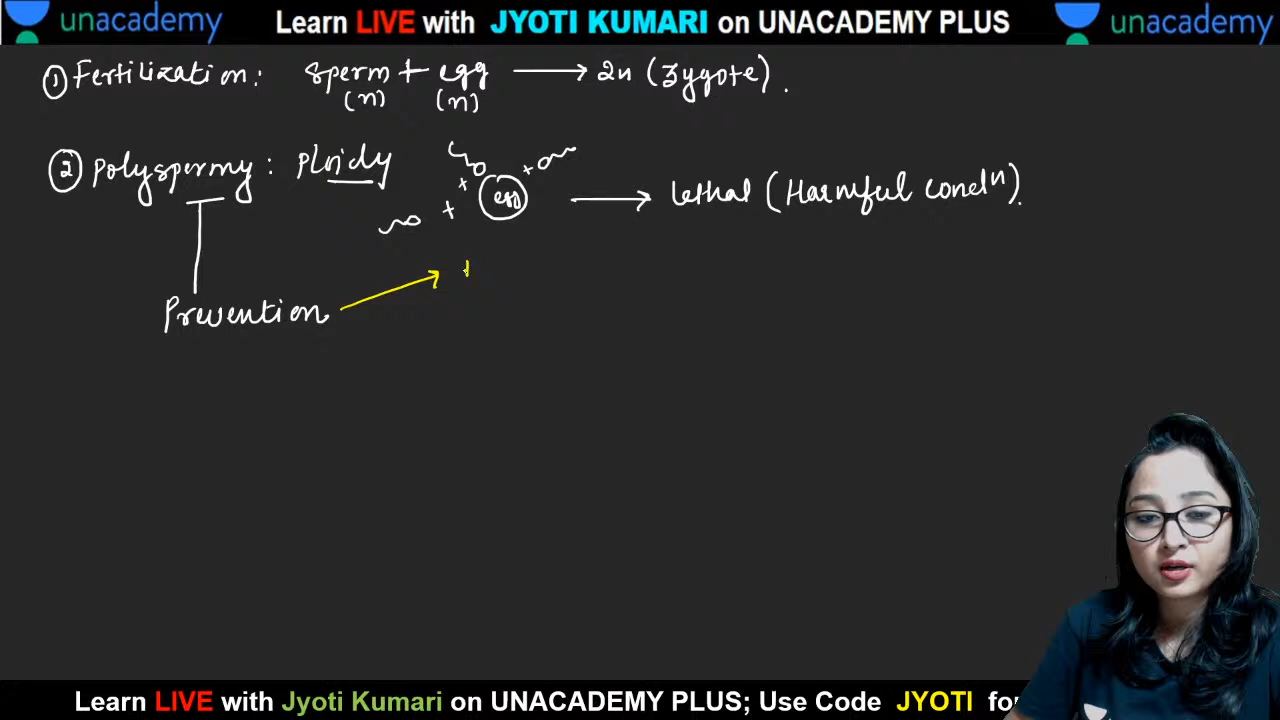 unacademy Learn LIVE with JYOTI KUMARI on UNACADEMY PLUS unacademy
① Fertilization: sperm + egg → 2n (zygote).
(n) (n)
② Polyspermy: Ploidy + + egg + → lethal (Harmful condⁿ).
Prevention →
Learn LIVE with Jyoti Kumari on UNACADEMY PLUS; Use Code JYOTI for